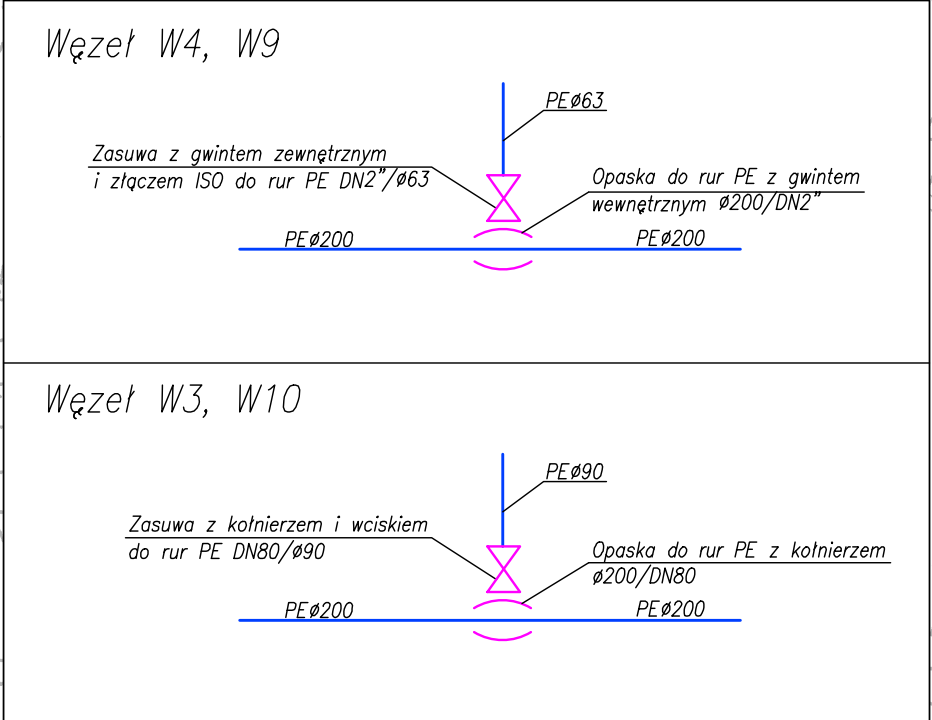 Węzeł W4, W9
PEø63
Zasuwa z gwintem zewnętrznym
i złączem ISO do rur PE DN2"/ø63
Opaska do rur PE z gwintem
wewnętrznym ø200/DN2"
PEø200
PEø200
Węzeł W3, W10
PEø90
Zasuwa z kołnierzem i wciskiem
do rur PE DN80/ø90
Opaska do rur PE z kołnierzem
ø200/DN80
PEø200
PEø200